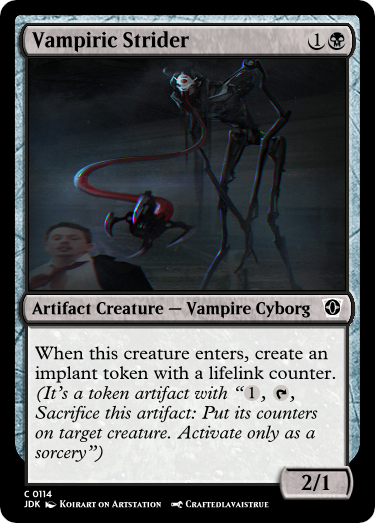 Vampiric Strider 1
Artifact Creature — Vampire Cyborg
When this creature enters, create an
implant token with a lifelink counter.
(It's a token artifact with “1, ,
Sacrifice this artifact: Put its counters
on target creature. Activate only as a
sorcery”)
2/1
C 0114
JDK Koirart on Artstation Craftedlavaistrue